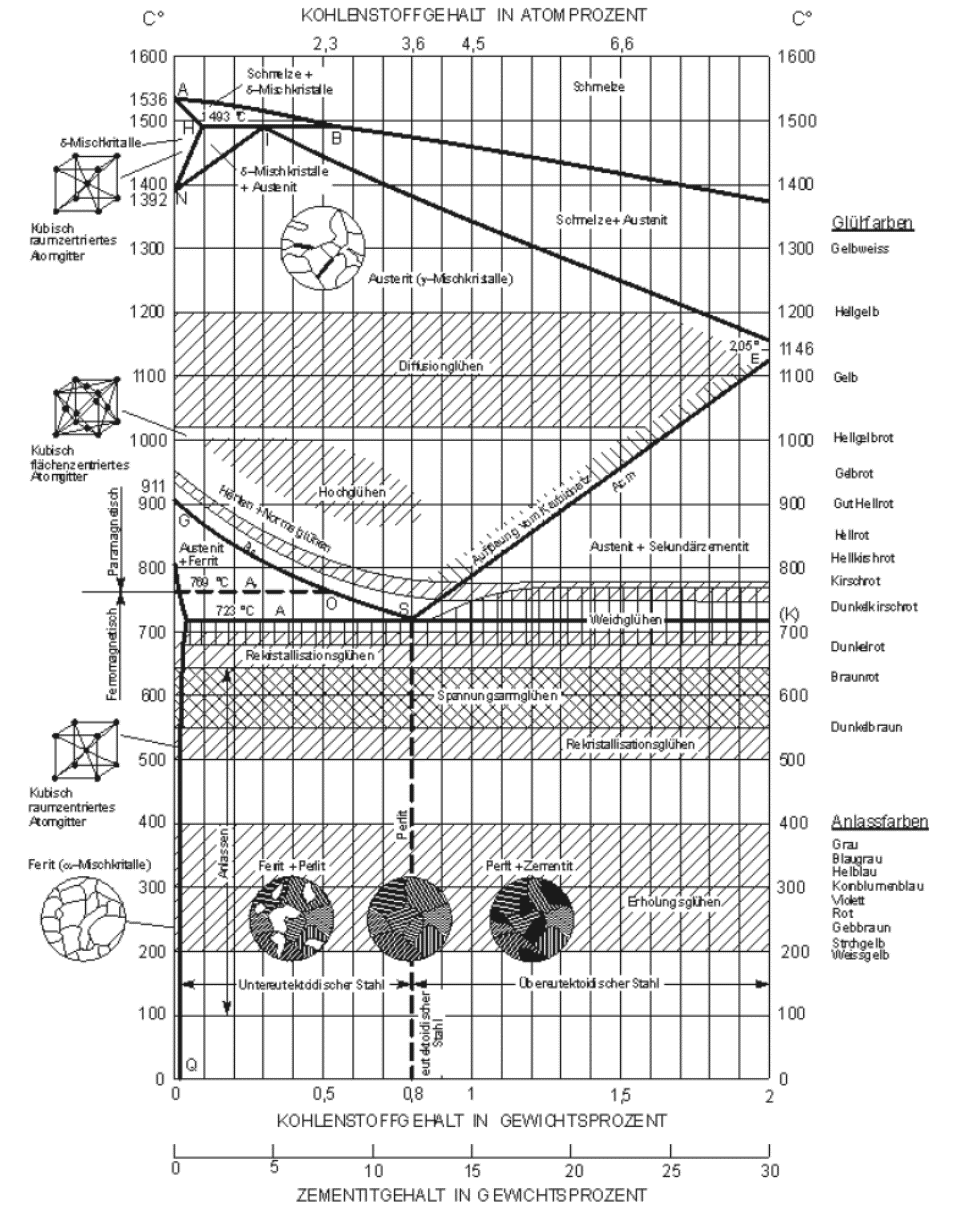 KOHLENSTOFFGEHALT IN ATOMPROZENT
C°
C°
2,3
3,6
4,5
6,6
1600
1536
1500
1400
1392
1300
1200
1100
1000
911
900
800
700
600
500
400
300
200
100
0
1600
1500
1400
1300
1200
1146
1100
1000
900
800
(K)
700
600
500
400
300
200
100
0
A
Schmelze +
δ–Mischkristalle
Schmelze
1493 °C
H
I
B
N
δ-Mischkritalle
δ–Mischkristalle
+ Austenit
Kubisch
raumzentriertes
Atomgitter
Schmelze + Austenit
Austenit (γ–Mischkristalle)
Diffusionglühen
2,05°
E
Kubisch
flächenzentriertes
Atomgitter
Hochglühen
Härten + Normalglühen
Auflösung vom Karbidnetz
Acm
G
Austenit
+ Ferrit
Austenit + Sekundärzementit
Paramagnetisch
Ferromagnetisch
769 °C
O
S
723 °C
A
Weichglühen
Rekristallisationsglühen
Spannungsarmglühen
Rekristallisationsglühen
Kubisch
raumzentriertes
Atomgitter
Anlassen
Perlit
Ferrit (α–Mischkritalle)
Ferrit + Perlit
Perlit + Zementit
Erholungsglühen
Untereutektoidischer Stahl
Übereutektoidischer Stahl
eutektoidischer
Stahl
Q
0
0,5
0,8
1
1,5
2
KOHLENSTOFFGEHALT IN GEWICHTSPROZENT
0
5
10
15
20
25
30
ZEMENTITGEHALT IN GEWICHTSPROZENT
Glühfarben
Gelbweiss
Hellgelb
Gelb
Hellgelbrot
Gelbrot
Gut Hellrot
Hellrot
Hellkirshrot
Kirschrot
Dunkelkirschrot
Dunkelrot
Braunrot
Dunkelbraun
Anlassfarben
Grau
Blaugrau
Hellblau
Kornblumenblau
Violett
Rot
Gelbbraun
Strohgelb
Weissgelb